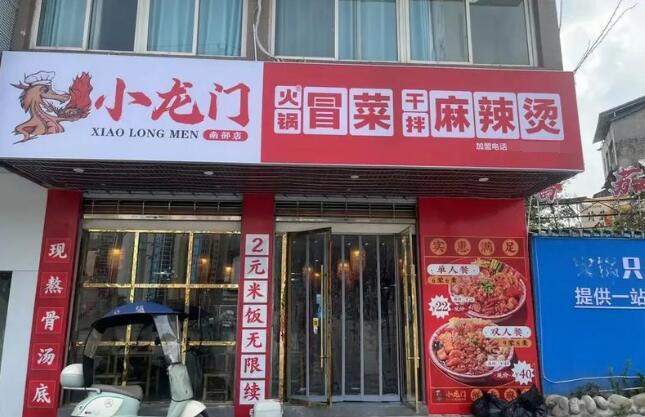 小龙门
XIAO LONG MEN
南部店
火锅冒菜
干拌麻辣烫
加盟电话
现熬骨汤底
2元米饭无限续
实惠满足
单人餐
¥22
双人餐
¥40
小龙门
提供一站